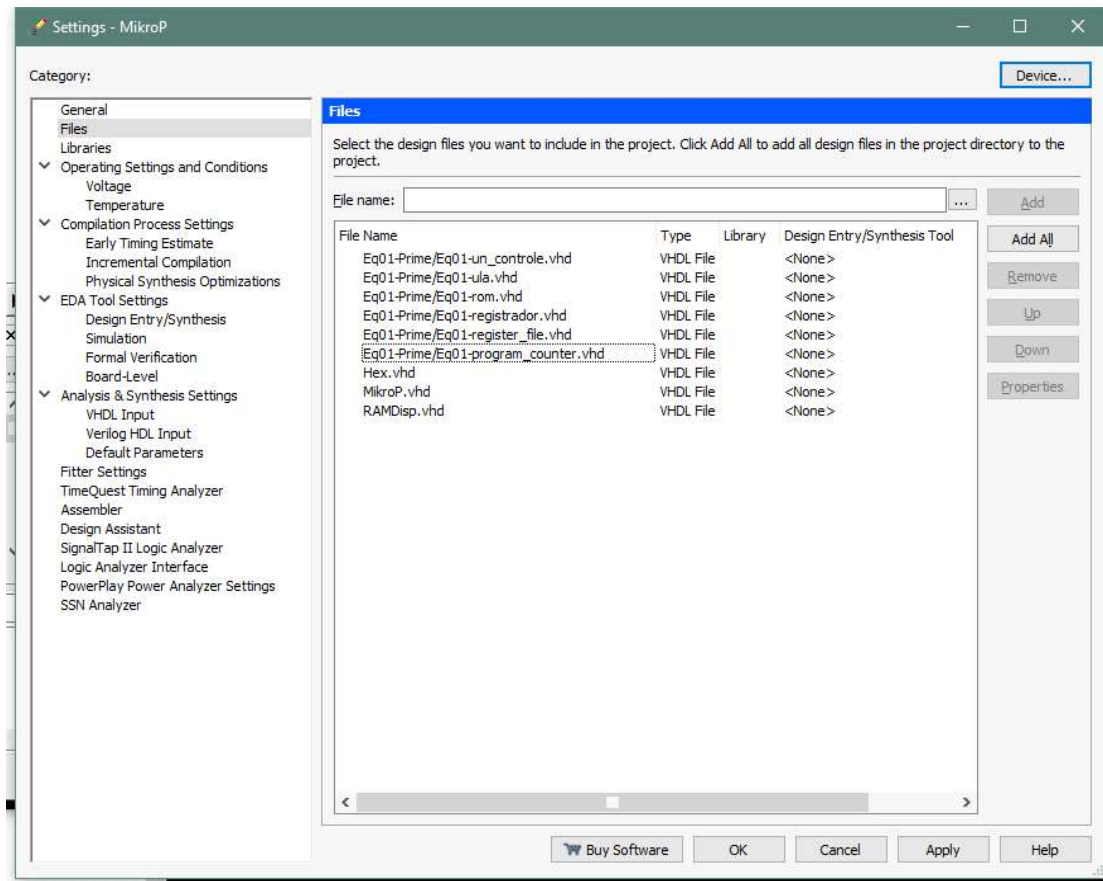 Settings - MikroP
Category:
Device...
General
Files
Libraries
Operating Settings and Conditions
Voltage
Temperature
Compilation Process Settings
Early Timing Estimate
Incremental Compilation
Physical Synthesis Optimizations
EDA Tool Settings
Design Entry/Synthesis
Simulation
Formal Verification
Board-Level
Analysis & Synthesis Settings
VHDL Input
Verilog HDL Input
Default Parameters
Fitter Settings
TimeQuest Timing Analyzer
Assembler
Design Assistant
SignalTap II Logic Analyzer
Logic Analyzer Interface
PowerPlay Power Analyzer Settings
SSN Analyzer
Files
Select the design files you want to include in the project. Click Add All to add all design files in the project directory to the
project.
File name: ... Add
File Name Type Library Design Entry/Synthesis Tool
Eq01-Prime/Eq01-un_controle.vhd VHDL File <None>
Eq01-Prime/Eq01-ula.vhd VHDL File <None>
Eq01-Prime/Eq01-rom.vhd VHDL File <None>
Eq01-Prime/Eq01-registrador.vhd VHDL File <None>
Eq01-Prime/Eq01-register_file.vhd VHDL File <None>
Eq01-Prime/Eq01-program_counter.vhd VHDL File <None>
Hex.vhd VHDL File <None>
MikroP.vhd VHDL File <None>
RAMDisp.vhd VHDL File <None>
Add All
Remove
Up
Down
Properties
Buy Software OK Cancel Apply Help